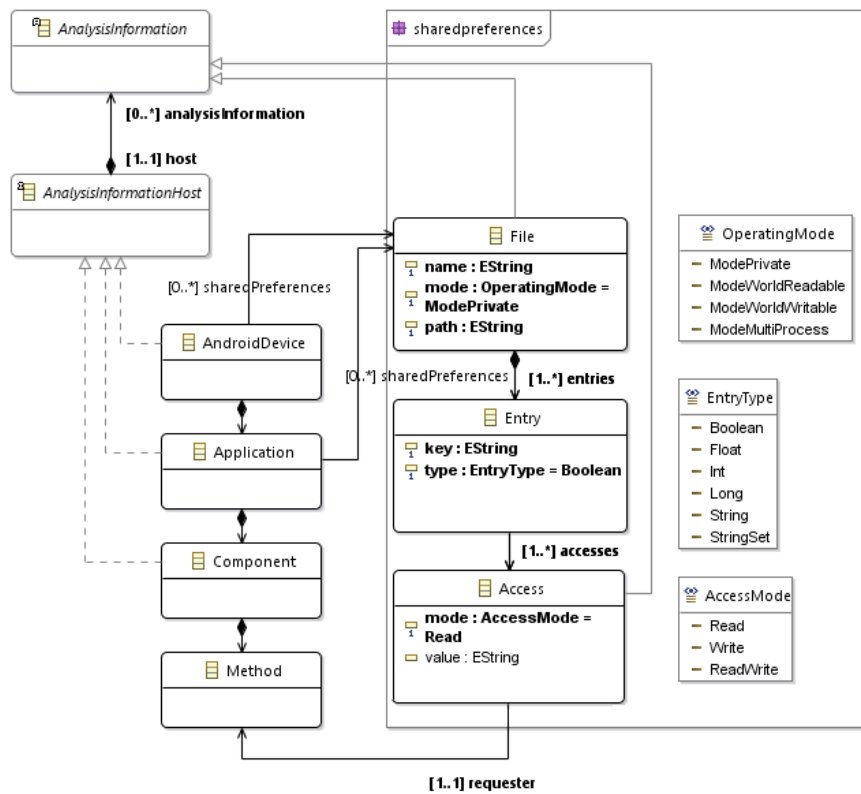 AnalysisInformation
sharedpreferences
[0..*] analysisInformation
[1..1] host
AnalysisInformationHost
File
name : EString
mode : OperatingMode =
ModePrivate
path : EString
OperatingMode
ModePrivate
ModeWorldReadable
ModeWorldWritable
ModeMultiProcess
[0..*] sharedPreferences
AndroidDevice
[0..*] sharedPreferences
[1..*] entries
Entry
key : EString
type : EntryType = Boolean
EntryType
Boolean
Float
Int
Long
String
StringSet
Application
[1..*] accesses
Component
Access
mode : AccessMode =
Read
value : EString
AccessMode
Read
Write
ReadWrite
Method
[1..1] requester